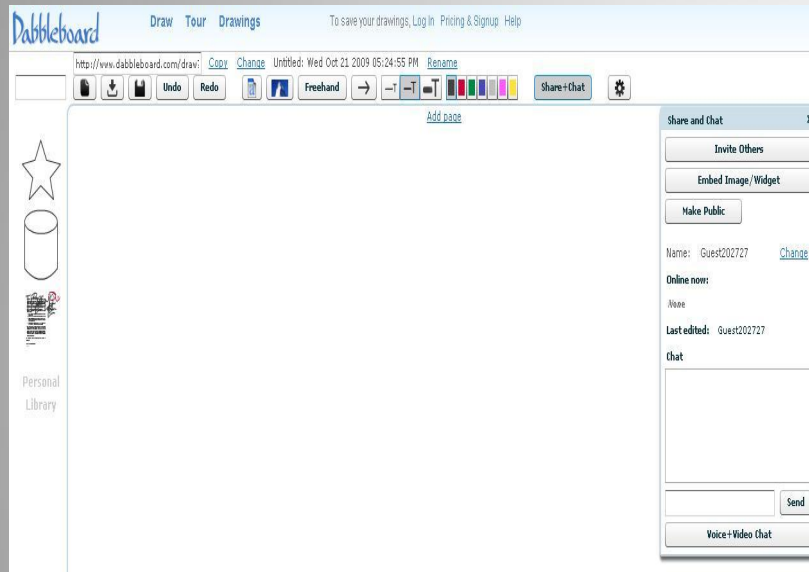 Dabbleboard
Draw Tour Drawings
To save your drawings, Log In Pricing & Signup Help
http://www.dabbleboard.com/draw? Copy Change Untitled: Wed Oct 21 2009 05:24:55 PM Rename
Undo Redo Freehand T T T Share+Chat
Add page
Share and Chat
Invite Others
Embed Image/Widget
Make Public
Name: Guest202727 Change
Online now:
None
Last edited: Guest202727
Chat
Send
Voice+Video Chat
Personal
Library